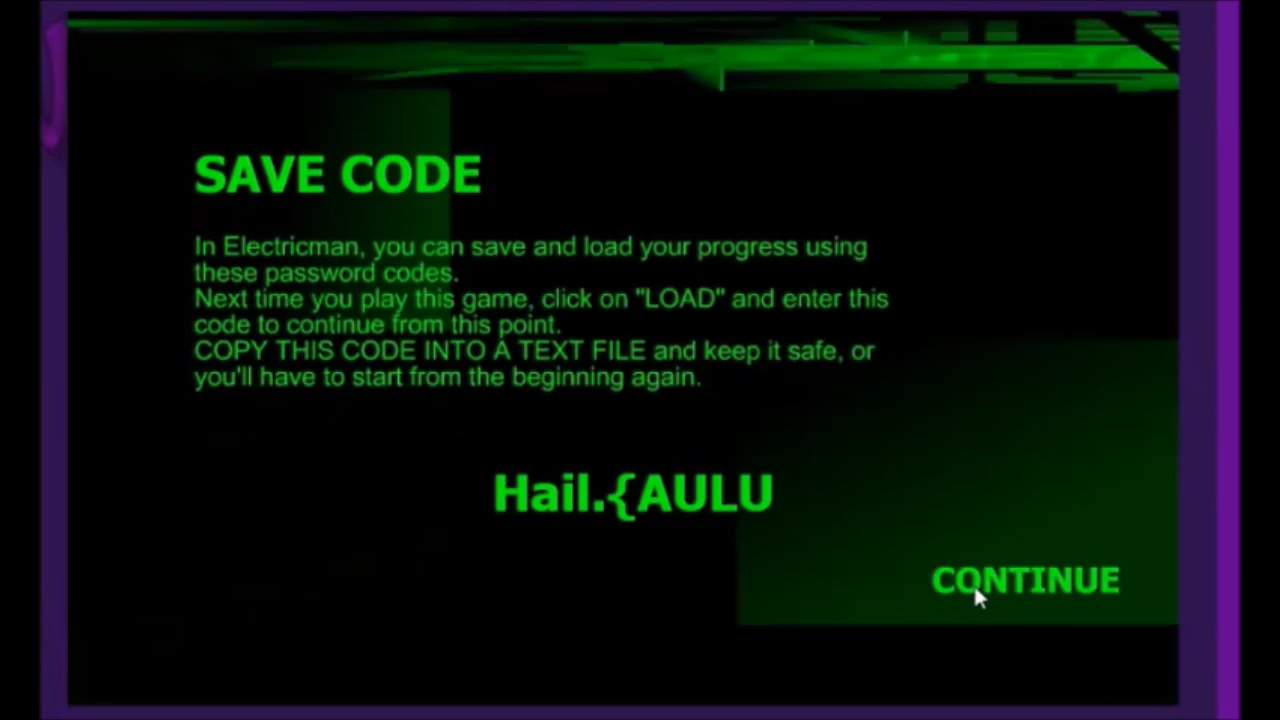 SAVE CODE
In Electricman, you can save and load your progress using
these password codes.
Next time you play this game, click on "LOAD" and enter this
code to continue from this point.
COPY THIS CODE INTO A TEXT FILE and keep it safe, or
you'll have to start from the beginning again.
Hail.{AULU
CONTINUE